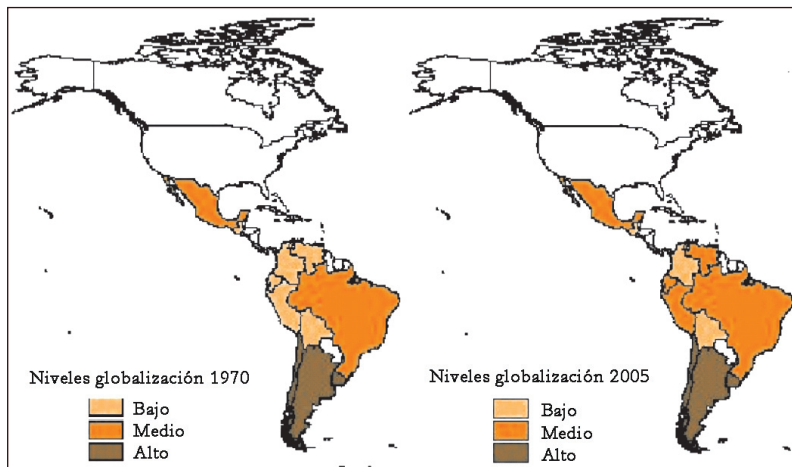 Niveles globalización 1970
Bajo
Medio
Alto
Niveles globalización 2005
Bajo
Medio
Alto